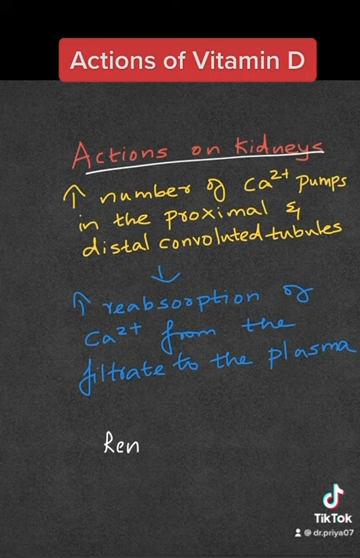 Actions of Vitamin D
Actions on kidneys
↑ number of Ca²⁺ pumps
in the proximal &
distal convoluted tubules
↓
↑ reabsorption of
Ca²⁺ from the
filtrate to the plasma
Ren
TikTok
@dr.priya07